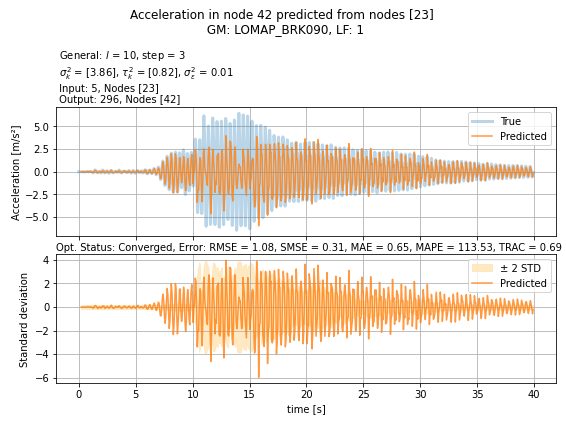 Acceleration in node 42 predicted from nodes [23]
GM: LOMAP_BRK090, LF: 1
General: l = 10, step = 3
σ²ₖ = [3.86], τ²ₖ = [0.82], σ²ε = 0.01
Input: 5, Nodes [23]
Output: 296, Nodes [42]
True
Predicted
5.0
2.5
0.0
−2.5
−5.0
Acceleration [m/s²]
Opt. Status: Converged, Error: RMSE = 1.08, SMSE = 0.31, MAE = 0.65, MAPE = 113.53, TRAC = 0.69
± 2 STD
Predicted
4
2
0
−2
−4
−6
Standard deviation
0 5 10 15 20 25 30 35 40
time [s]